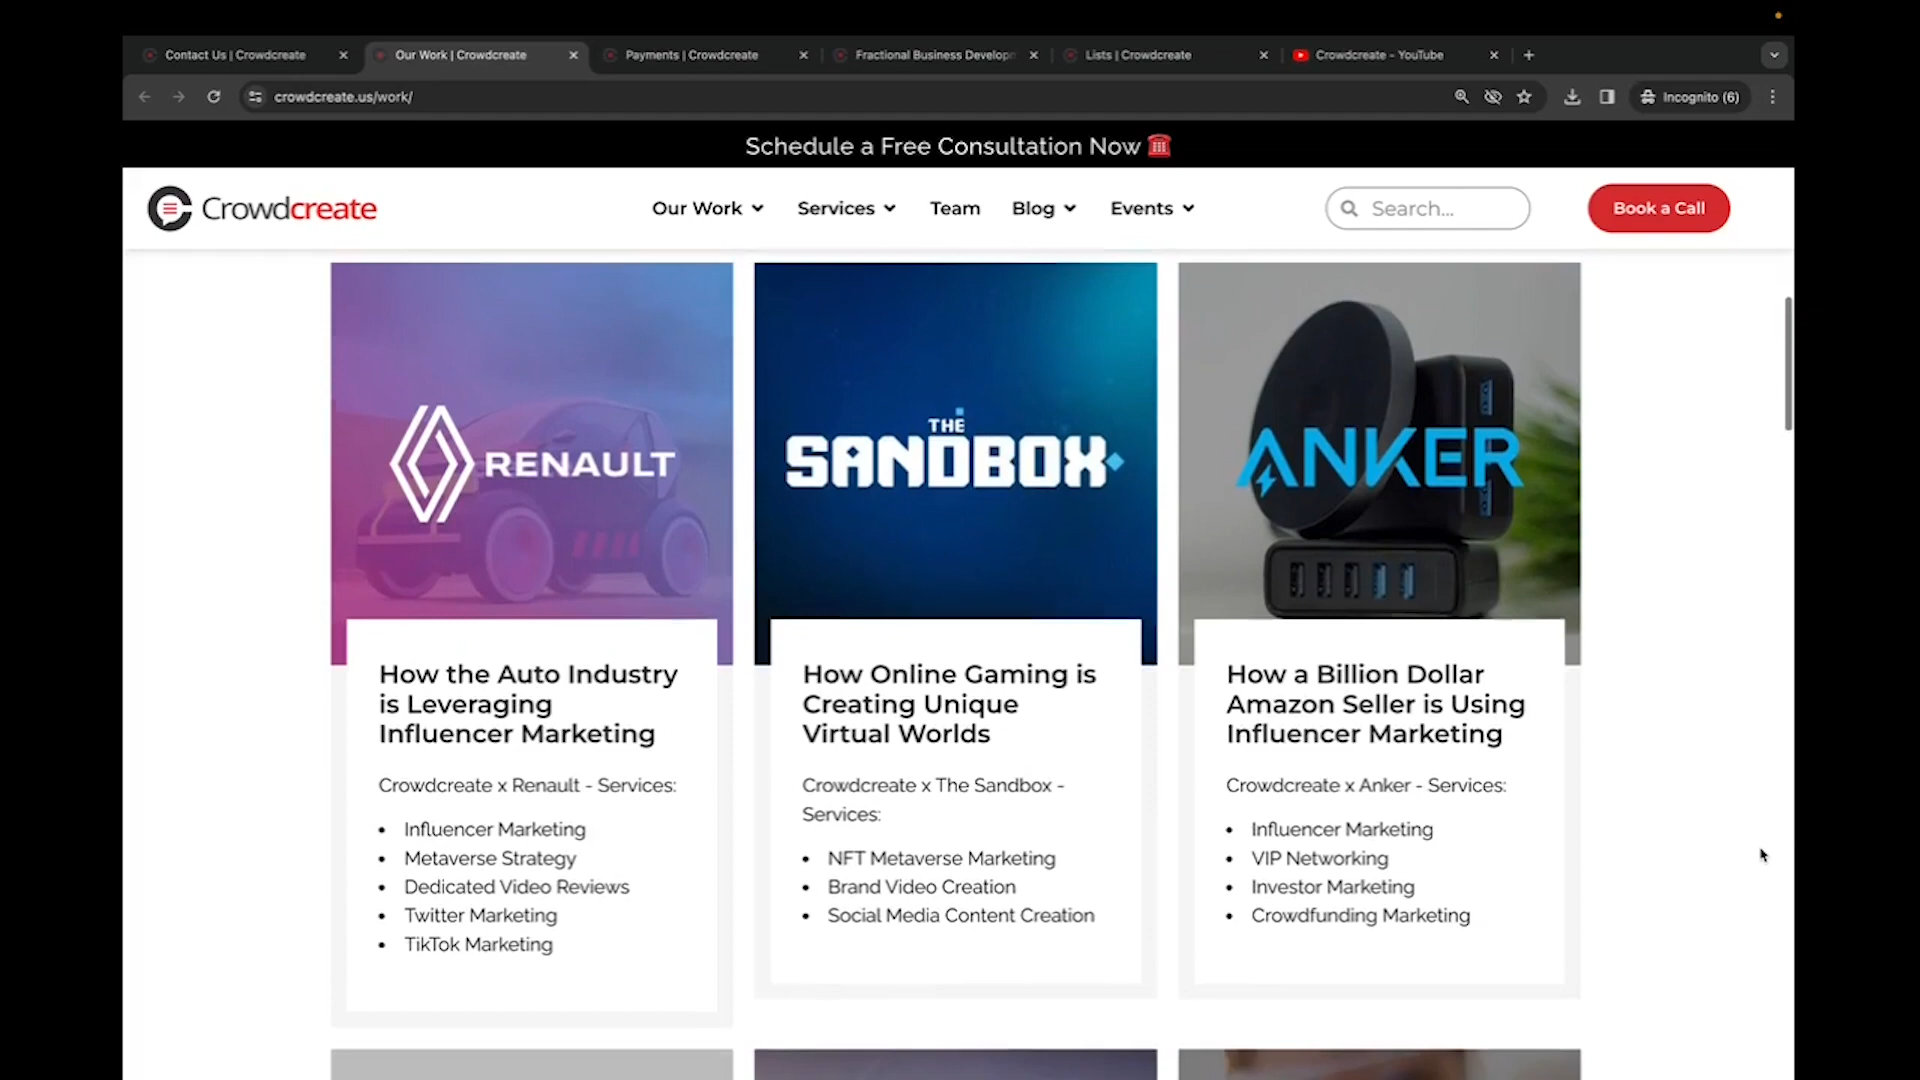 Contact Us | Crowdcreate
Our Work | Crowdcreate
Payments | Crowdcreate
Fractional Business Develop
Lists | Crowdcreate
Crowdcreate - YouTube
crowdcreate.us/work/
Incognito (6)
Schedule a Free Consultation Now
Crowdcreate
Our Work
Services
Team
Blog
Events
Search...
Book a Call
RENAULT
THE
SANDBOX
ANKER
How the Auto Industry
is Leveraging
Influencer Marketing
Crowdcreate x Renault - Services:
• Influencer Marketing
• Metaverse Strategy
• Dedicated Video Reviews
• Twitter Marketing
• TikTok Marketing
How Online Gaming is
Creating Unique
Virtual Worlds
Crowdcreate x The Sandbox -
Services:
• NFT Metaverse Marketing
• Brand Video Creation
• Social Media Content Creation
How a Billion Dollar
Amazon Seller is Using
Influencer Marketing
Crowdcreate x Anker - Services:
• Influencer Marketing
• VIP Networking
• Investor Marketing
• Crowdfunding Marketing